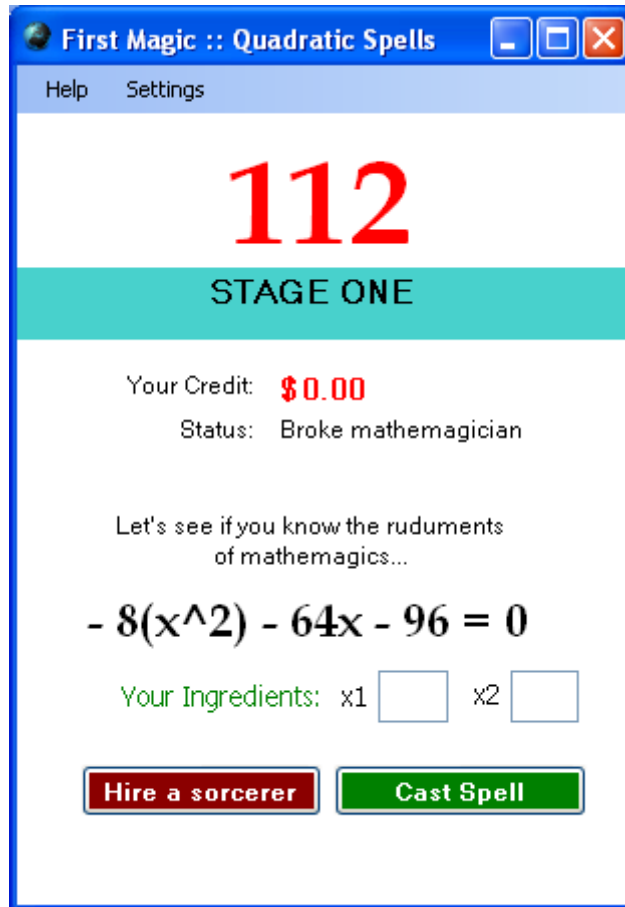 First Magic :: Quadratic Spells
Help Settings
112
STAGE ONE
Your Credit: $0.00
Status: Broke mathemagician
Let's see if you know the ruduments
of mathemagics...
- 8(x^2) - 64x - 96 = 0
Your Ingredients: x1 x2
Hire a sorcerer Cast Spell